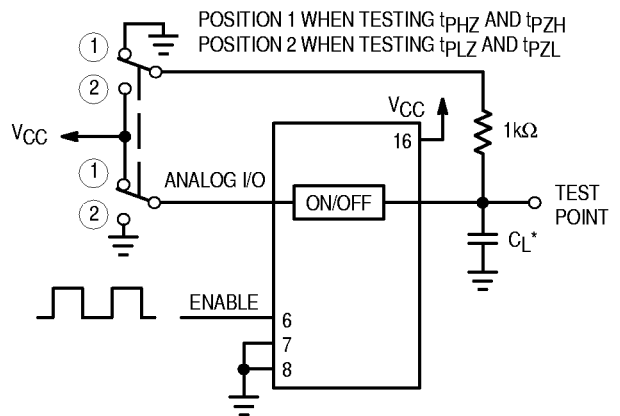 POSITION 1 WHEN TESTING tPHZ AND tPZH
POSITION 2 WHEN TESTING tPLZ AND tPZL
1
2
VCC
VCC
16
1kΩ
1
2
ANALOG I/O
ON/OFF
TEST
POINT
CL*
ENABLE
6
7
8